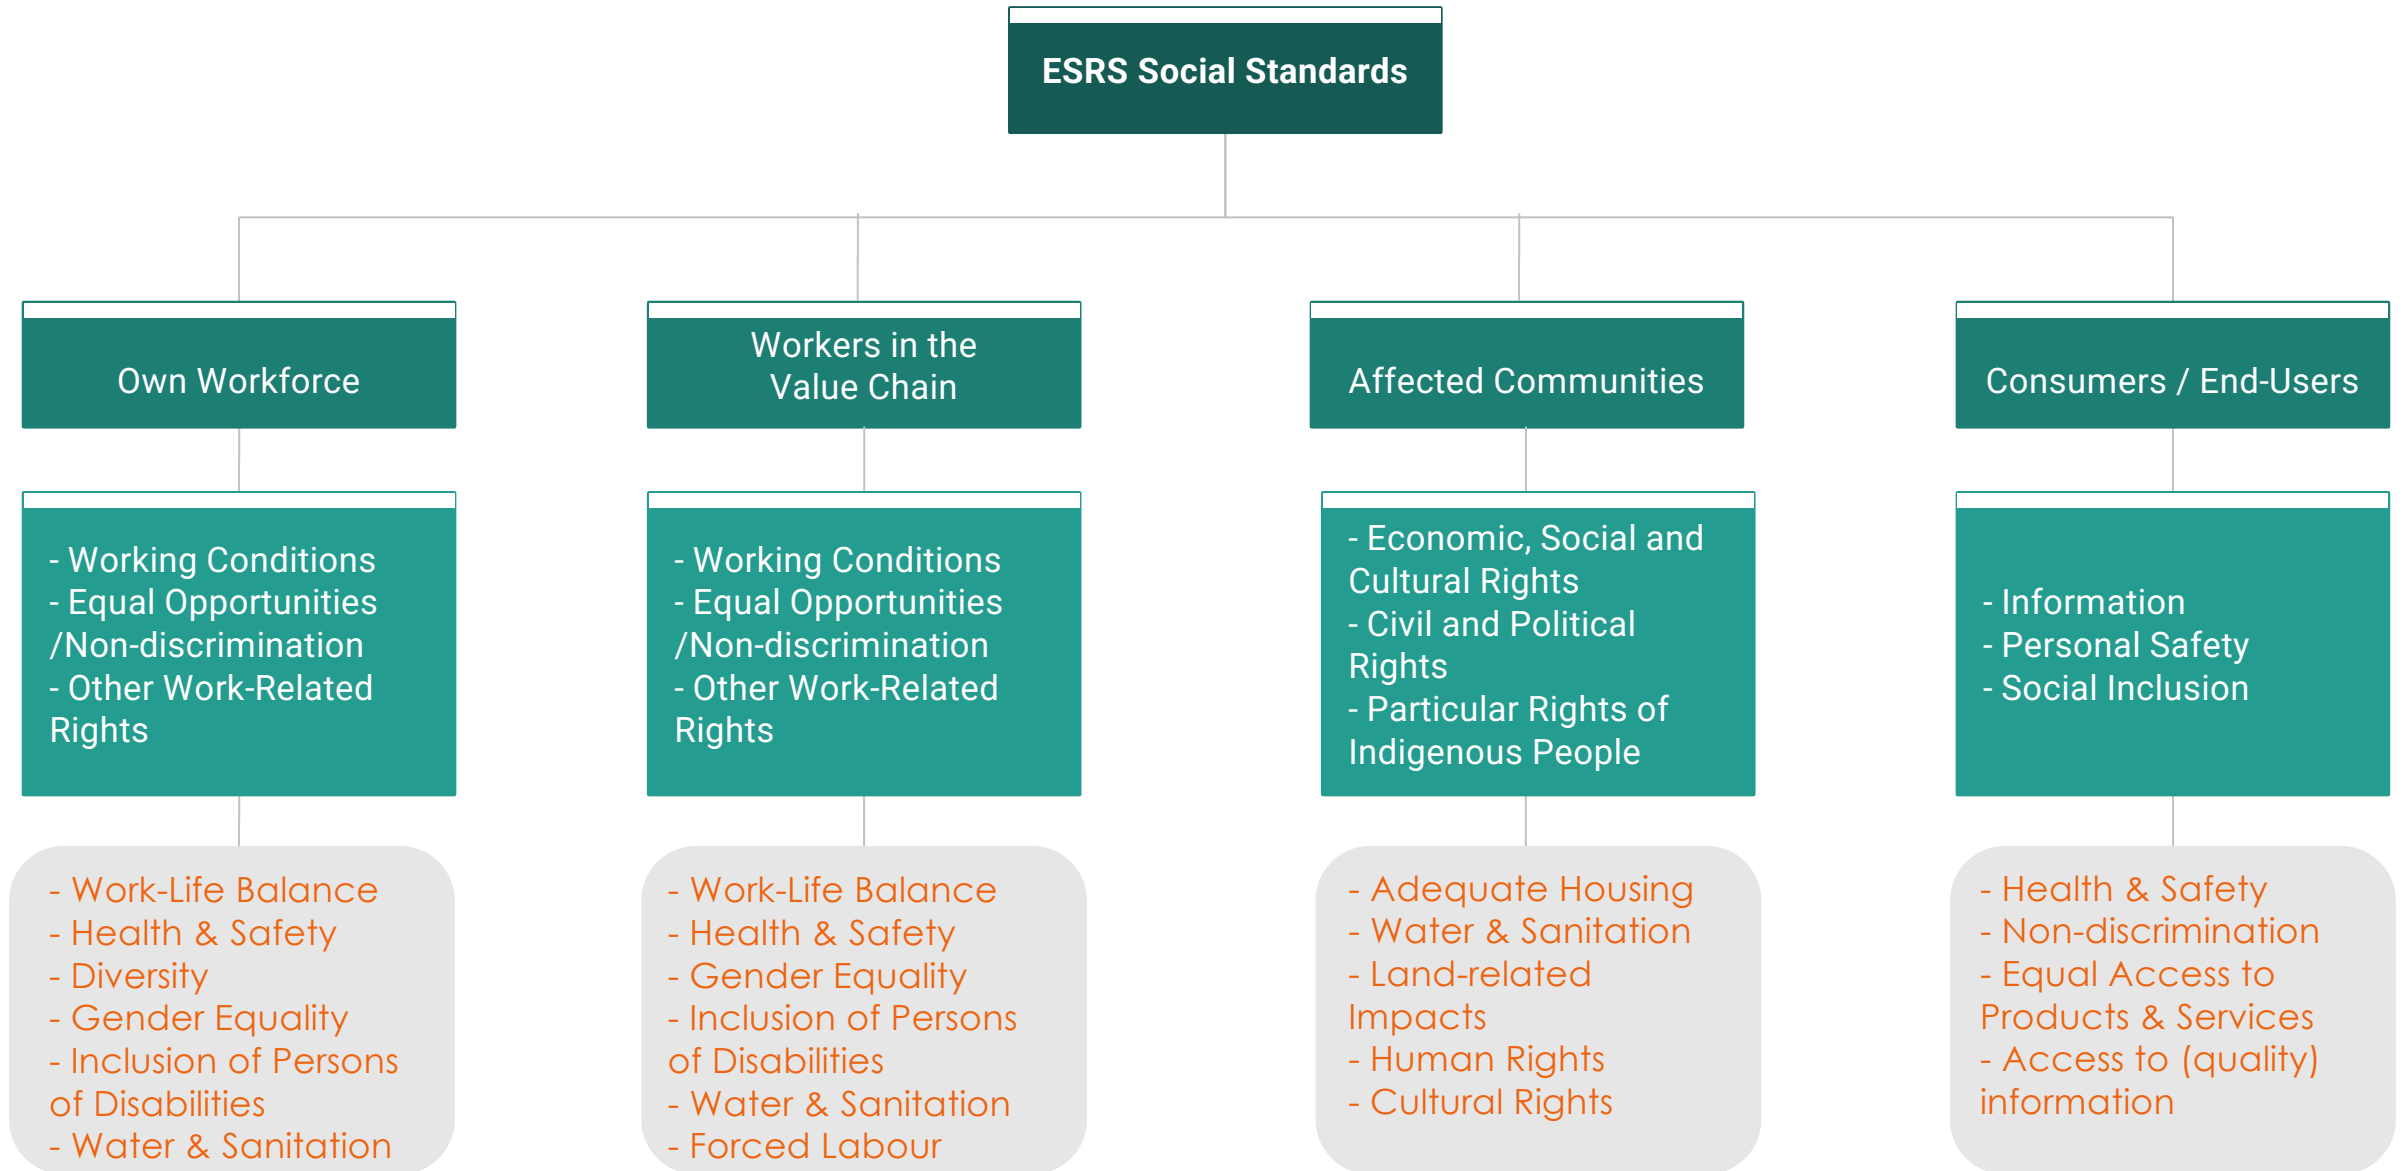 ESRS Social Standards
Own Workforce
Workers in the
Value Chain
Affected Communities
Consumers / End-Users
- Working Conditions
- Equal Opportunities
/Non-discrimination
- Other Work-Related
Rights
- Working Conditions
- Equal Opportunities
/Non-discrimination
- Other Work-Related
Rights
- Economic, Social and
Cultural Rights
- Civil and Political
Rights
- Particular Rights of
Indigenous People
- Information
- Personal Safety
- Social Inclusion
- Work-Life Balance
- Health & Safety
- Diversity
- Gender Equality
- Inclusion of Persons
of Disabilities
- Water & Sanitation
- Work-Life Balance
- Health & Safety
- Gender Equality
- Inclusion of Persons
of Disabilities
- Water & Sanitation
- Forced Labour
- Adequate Housing
- Water & Sanitation
- Land-related
Impacts
- Human Rights
- Cultural Rights
- Health & Safety
- Non-discrimination
- Equal Access to
Products & Services
- Access to (quality)
information